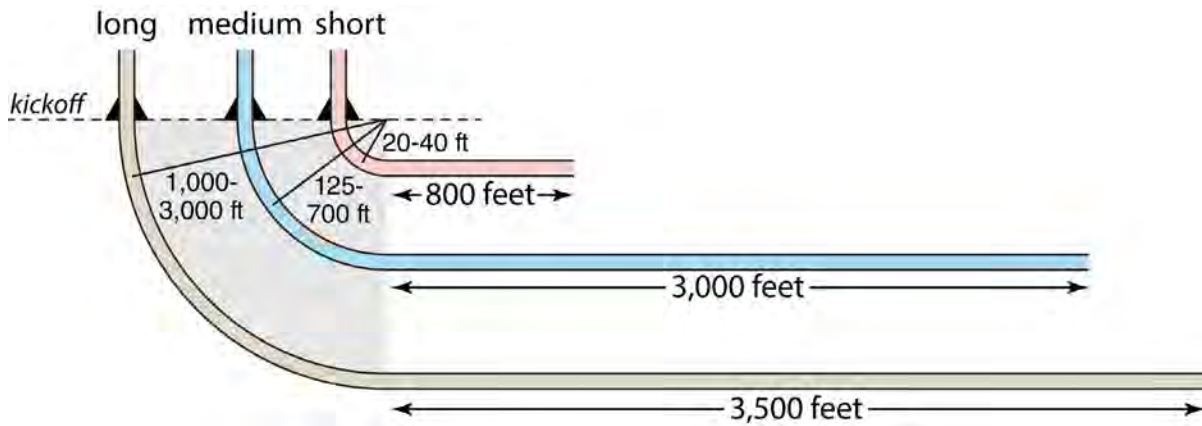 long medium short
kickoff
20-40 ft
1,000-
3,000 ft
125-
700 ft
800 feet
3,000 feet
3,500 feet